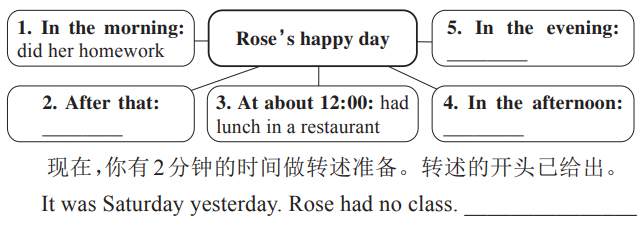 1. In the morning:
did her homework
Rose's happy day
5. In the evening:
________
2. After that:
________
3. At about 12:00: had
lunch in a restaurant
4. In the afternoon:
________
现在,你有2分钟的时间做转述准备。转述的开头已给出。
It was Saturday yesterday. Rose had no class. ________________